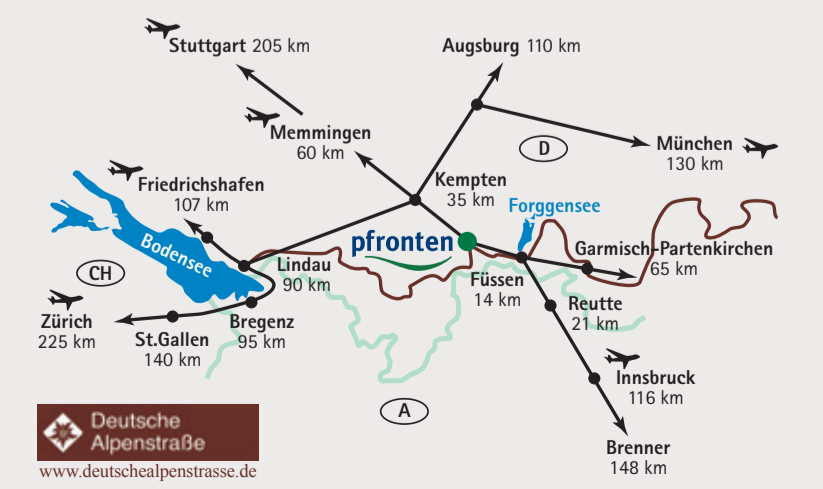 Stuttgart 205 km
Augsburg 110 km
Memmingen
60 km
D
München
130 km
Friedrichshafen
107 km
Kempten
35 km
Forggensee
Bodensee
pfronten
Garmisch-Partenkirchen
65 km
CH
Lindau
90 km
Füssen
14 km
Reutte
21 km
Zürich
225 km
St.Gallen
140 km
Bregenz
95 km
Innsbruck
116 km
A
Brenner
148 km
Deutsche
Alpenstraße
www.deutschealpenstrasse.de